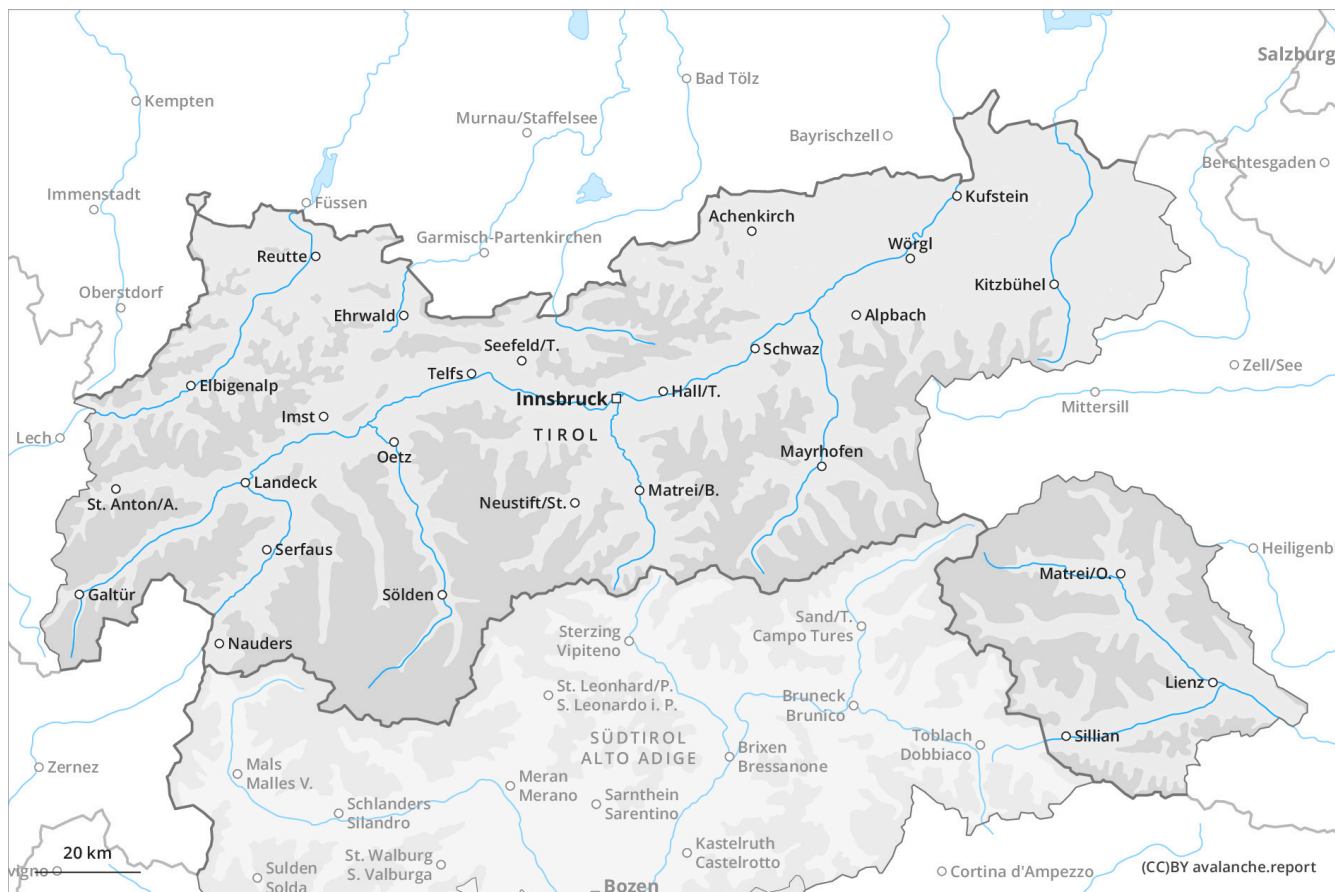 Salzburg
Bad Tölz
Kempten
Murnau/Staffelsee
Bayrischzell
Berchtesgaden
Immenstadt
Füssen
Kufstein
Achenkirch
Garmisch-Partenkirchen
Wörgl
Reutte
Kitzbühel
Oberstdorf
Ehrwald
Alpbach
Seefeld/T.
Schwaz
Zell/See
Telfs
Elbigenalp
Hall/T.
Innsbruck
Mittersill
Imst
TIROL
Lech
Oetz
Mayrhofen
Landeck
Matrei/B.
St. Anton/A.
Neustift/St.
Serfaus
Heiligenb
Matrei/O.
Galtür
Sölden
Sand/T.
Campo Tures
Sterzing
Vipiteno
Nauders
Lienz
St. Leonhard/P.
S. Leonardo i. P.
Bruneck
Brunico
Toblach
Dobbiaco
Sillian
SÜDTIROL
ALTO ADIGE
Brixen
Bressanone
Zernez
Mals
Malles V.
Meran
Merano
Schlanders
Silandro
Sarnthein
Sarentino
Kastelruth
Castelrotto
20 km
St. Walburg
S. Valburga
vigno
Sulden
Solda
Cortina d'Ampezzo
(CC)BY avalanche.report
Bozen